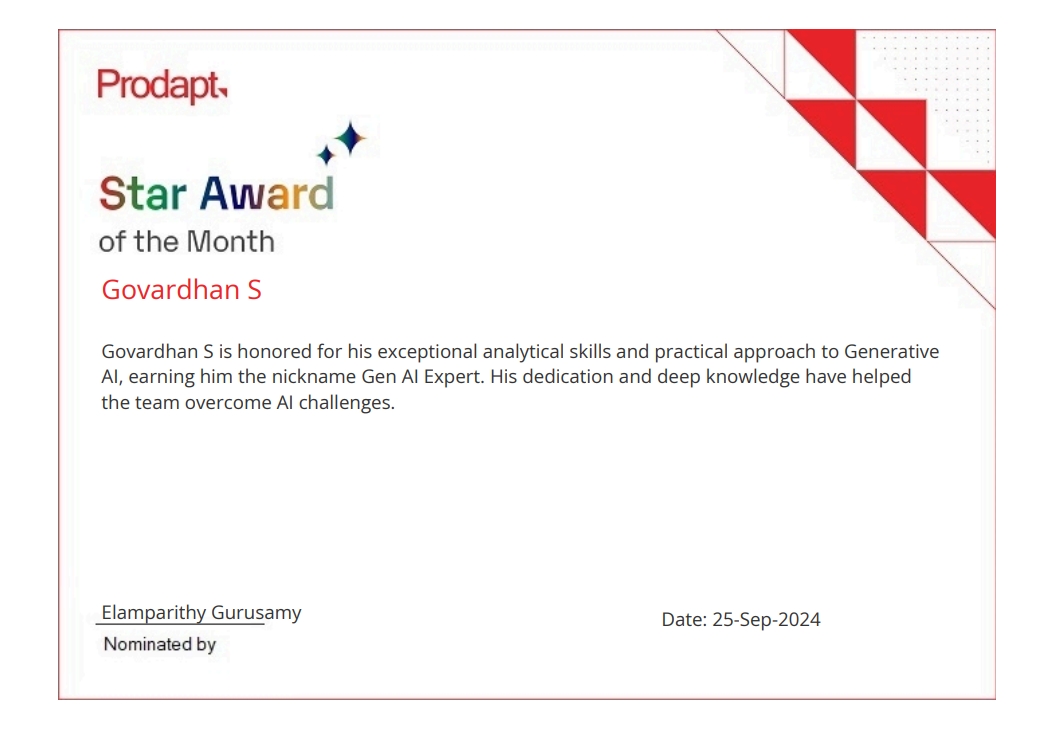 Prodapt
Star Award
of the Month
Govardhan S
Govardhan S is honored for his exceptional analytical skills and practical approach to Generative
AI, earning him the nickname Gen AI Expert. His dedication and deep knowledge have helped
the team overcome AI challenges.
Elamparithy Gurusamy
Nominated by
Date: 25-Sep-2024